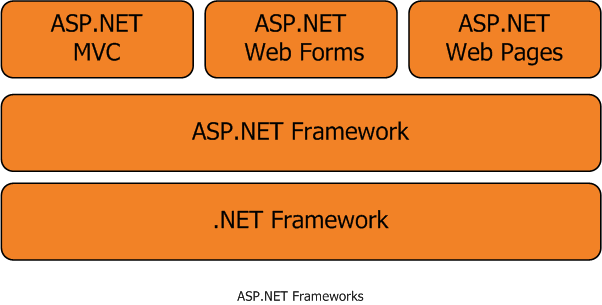 ASP.NET
MVC
ASP.NET
Web Forms
ASP.NET
Web Pages
ASP.NET Framework
.NET Framework
ASP.NET Frameworks